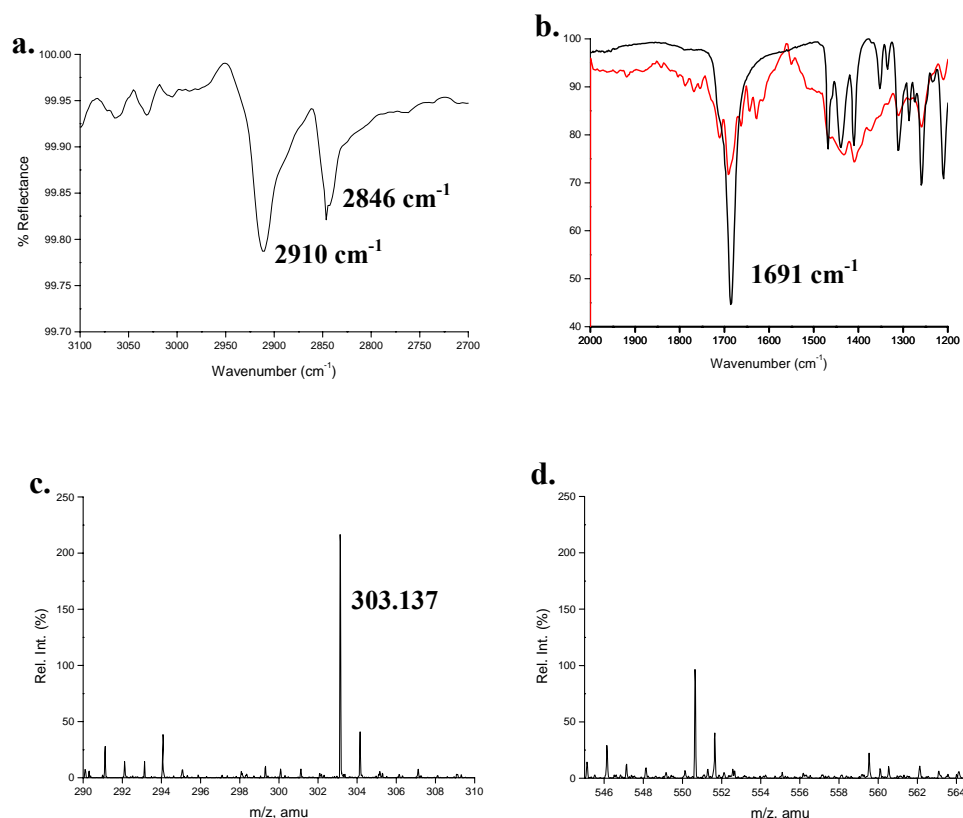 a.
100.00
99.95
99.90
99.85
99.80
99.75
99.70
% Reflectance
2846 cm⁻¹
2910 cm⁻¹
3100 3050 3000 2950 2900 2850 2800 2750 2700
Wavenumber (cm⁻¹)
b.
100
90
80
70
60
50
40
1691 cm⁻¹
2000 1900 1800 1700 1600 1500 1400 1300 1200
Wavenumber (cm⁻¹)
c.
250
200
150
100
50
0
Rel. Int. (%)
303.137
290 292 294 296 298 300 302 304 306 308 310
m/z, amu
d.
250
200
150
100
50
0
Rel. Int. (%)
546 548 550 552 554 556 558 560 562 564
m/z, amu